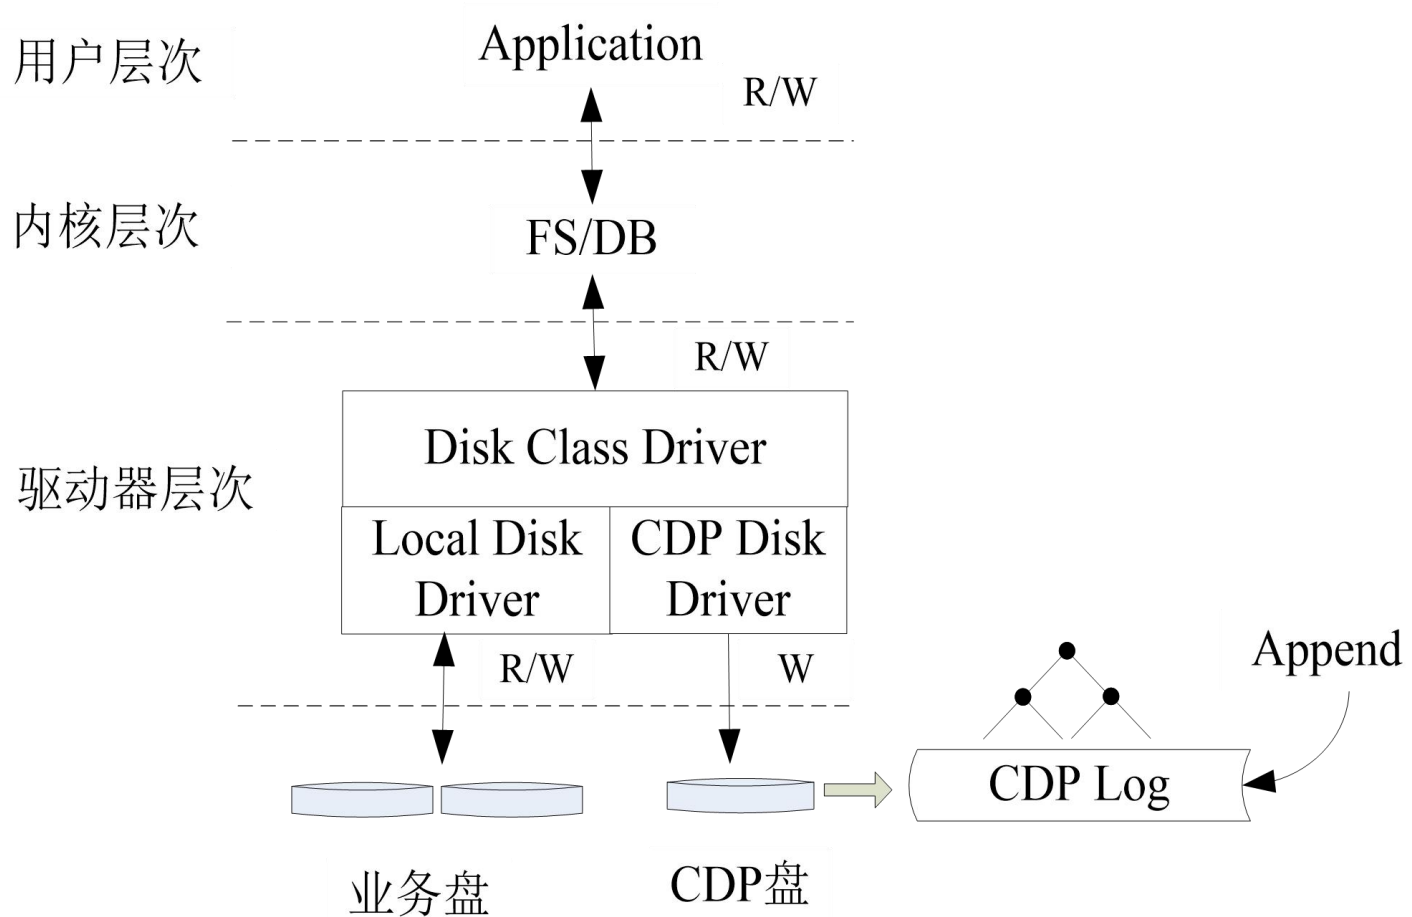 用户层次
Application
R/W
内核层次
FS/DB
R/W
驱动器层次
Disk Class Driver
Local Disk
Driver
CDP Disk
Driver
R/W
W
Append
CDP Log
业务盘
CDP盘